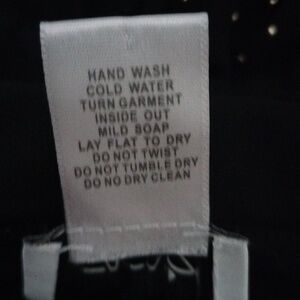 HAND WASH
COLD WATER
TURN GARMENT
INSIDE OUT
MILD SOAP
LAY FLAT TO DRY
DO NOT TWIST
DO NOT TUMBLE DRY
DO NO DRY CLEAN